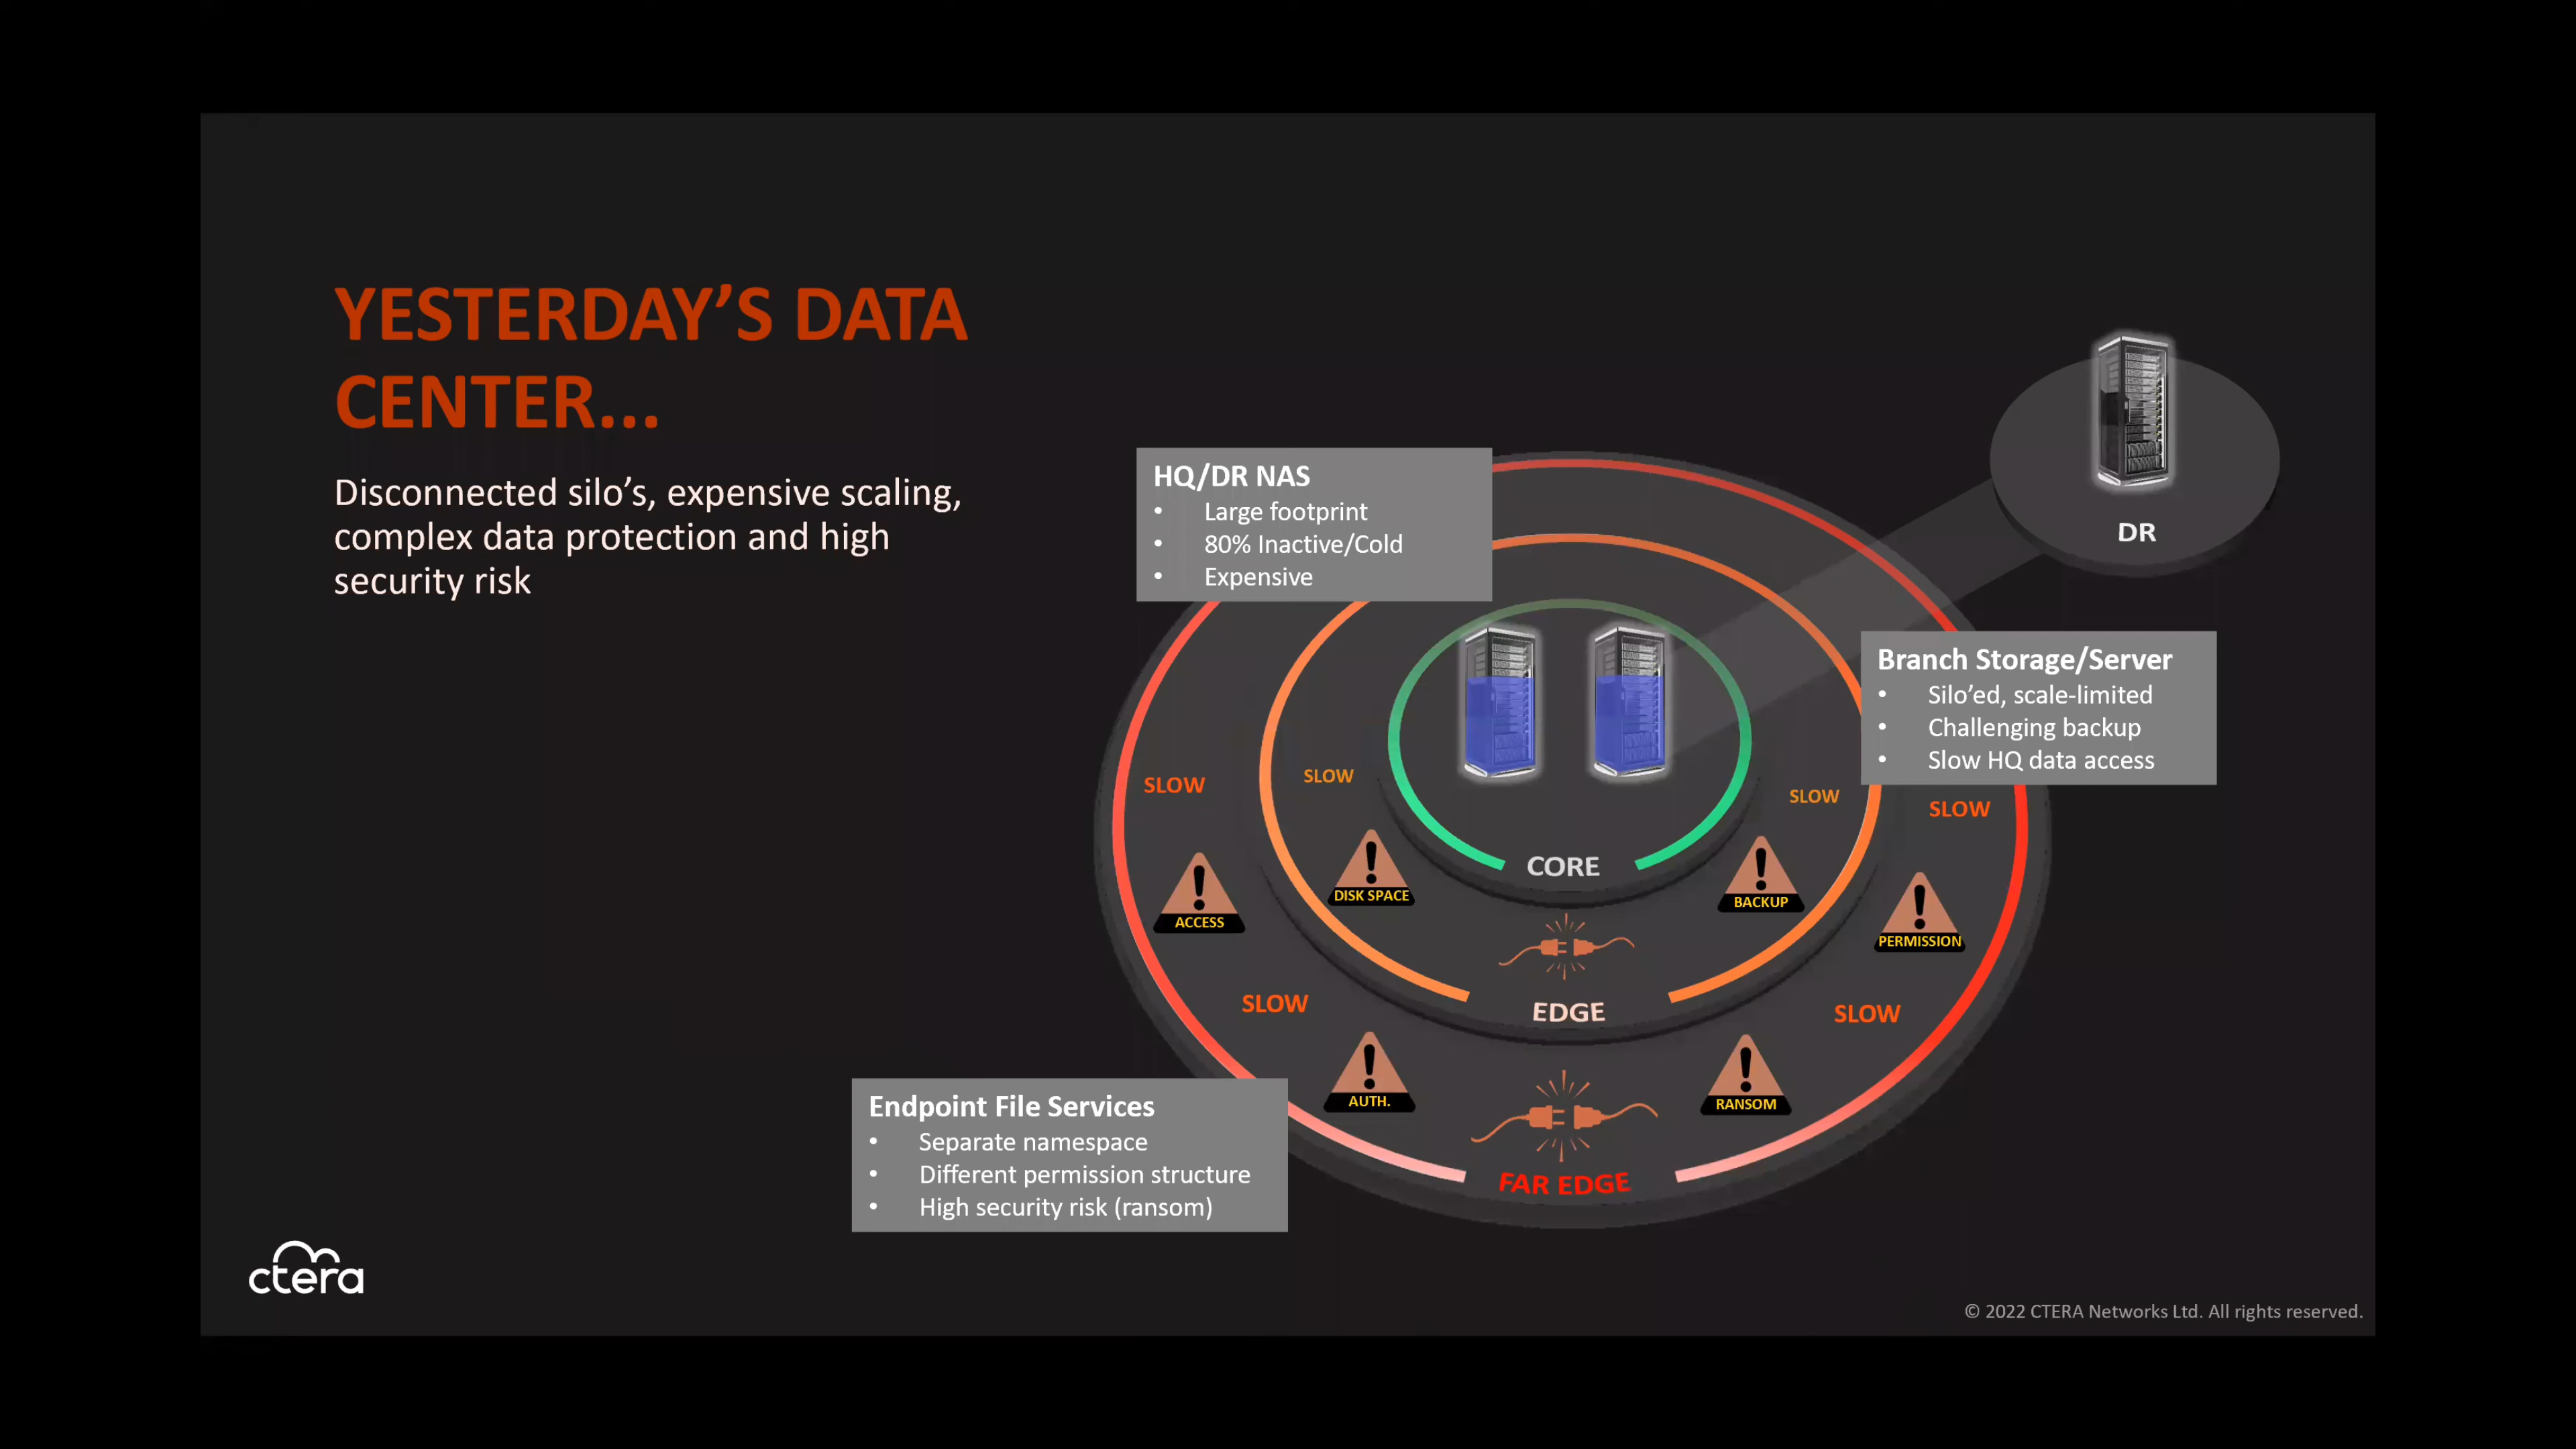 YESTERDAY’S DATA
CENTER...
Disconnected silo’s, expensive scaling,
complex data protection and high
security risk
HQ/DR NAS
• Large footprint
• 80% Inactive/Cold
• Expensive
DR
Branch Storage/Server
• Silo’ed, scale-limited
• Challenging backup
• Slow HQ data access
SLOW
SLOW
SLOW
SLOW
CORE
DISK SPACE
BACKUP
ACCESS
PERMISSION
SLOW
EDGE
SLOW
AUTH.
RANSOM
FAR EDGE
Endpoint File Services
• Separate namespace
• Different permission structure
• High security risk (ransom)
ctera
© 2022 CTERA Networks Ltd. All rights reserved.